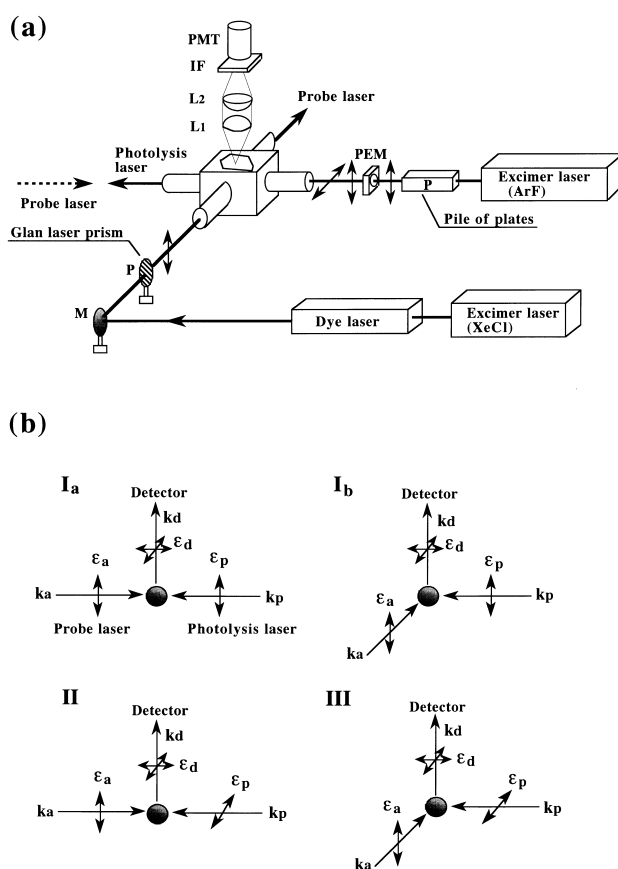 (a)
PMT
IF
L2
L1
Probe laser
Photolysis
laser
PEM
Probe laser
P
Excimer laser
(ArF)
Pile of plates
Glan laser prism
P
M
Dye laser
Excimer laser
(XeCl)
(b)
Ia
Detector
kd
εd
εa
εp
ka
kp
Probe laser
Photolysis laser
Ib
Detector
kd
εd
εp
εa
kp
ka
II
Detector
kd
εa
εd
εp
ka
kp
III
Detector
kd
εd
εa
εp
kp
ka